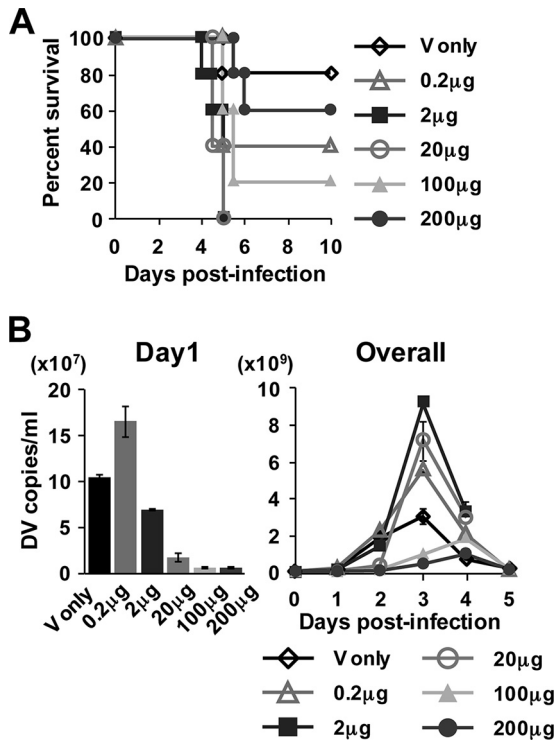 A
Percent survival
100
80
60
40
20
0
0 2 4 6 8 10
Days post-infection
V only
0.2μg
2μg
20μg
100μg
200μg
B
(x10⁷) Day1
DV copies/ml
20
15
10
5
0
V only 0.2μg 2μg 20μg 100μg 200μg
(x10⁹) Overall
10
8
6
4
2
0
0 1 2 3 4 5
Days post-infection
V only 20μg
0.2μg 100μg
2μg 200μg